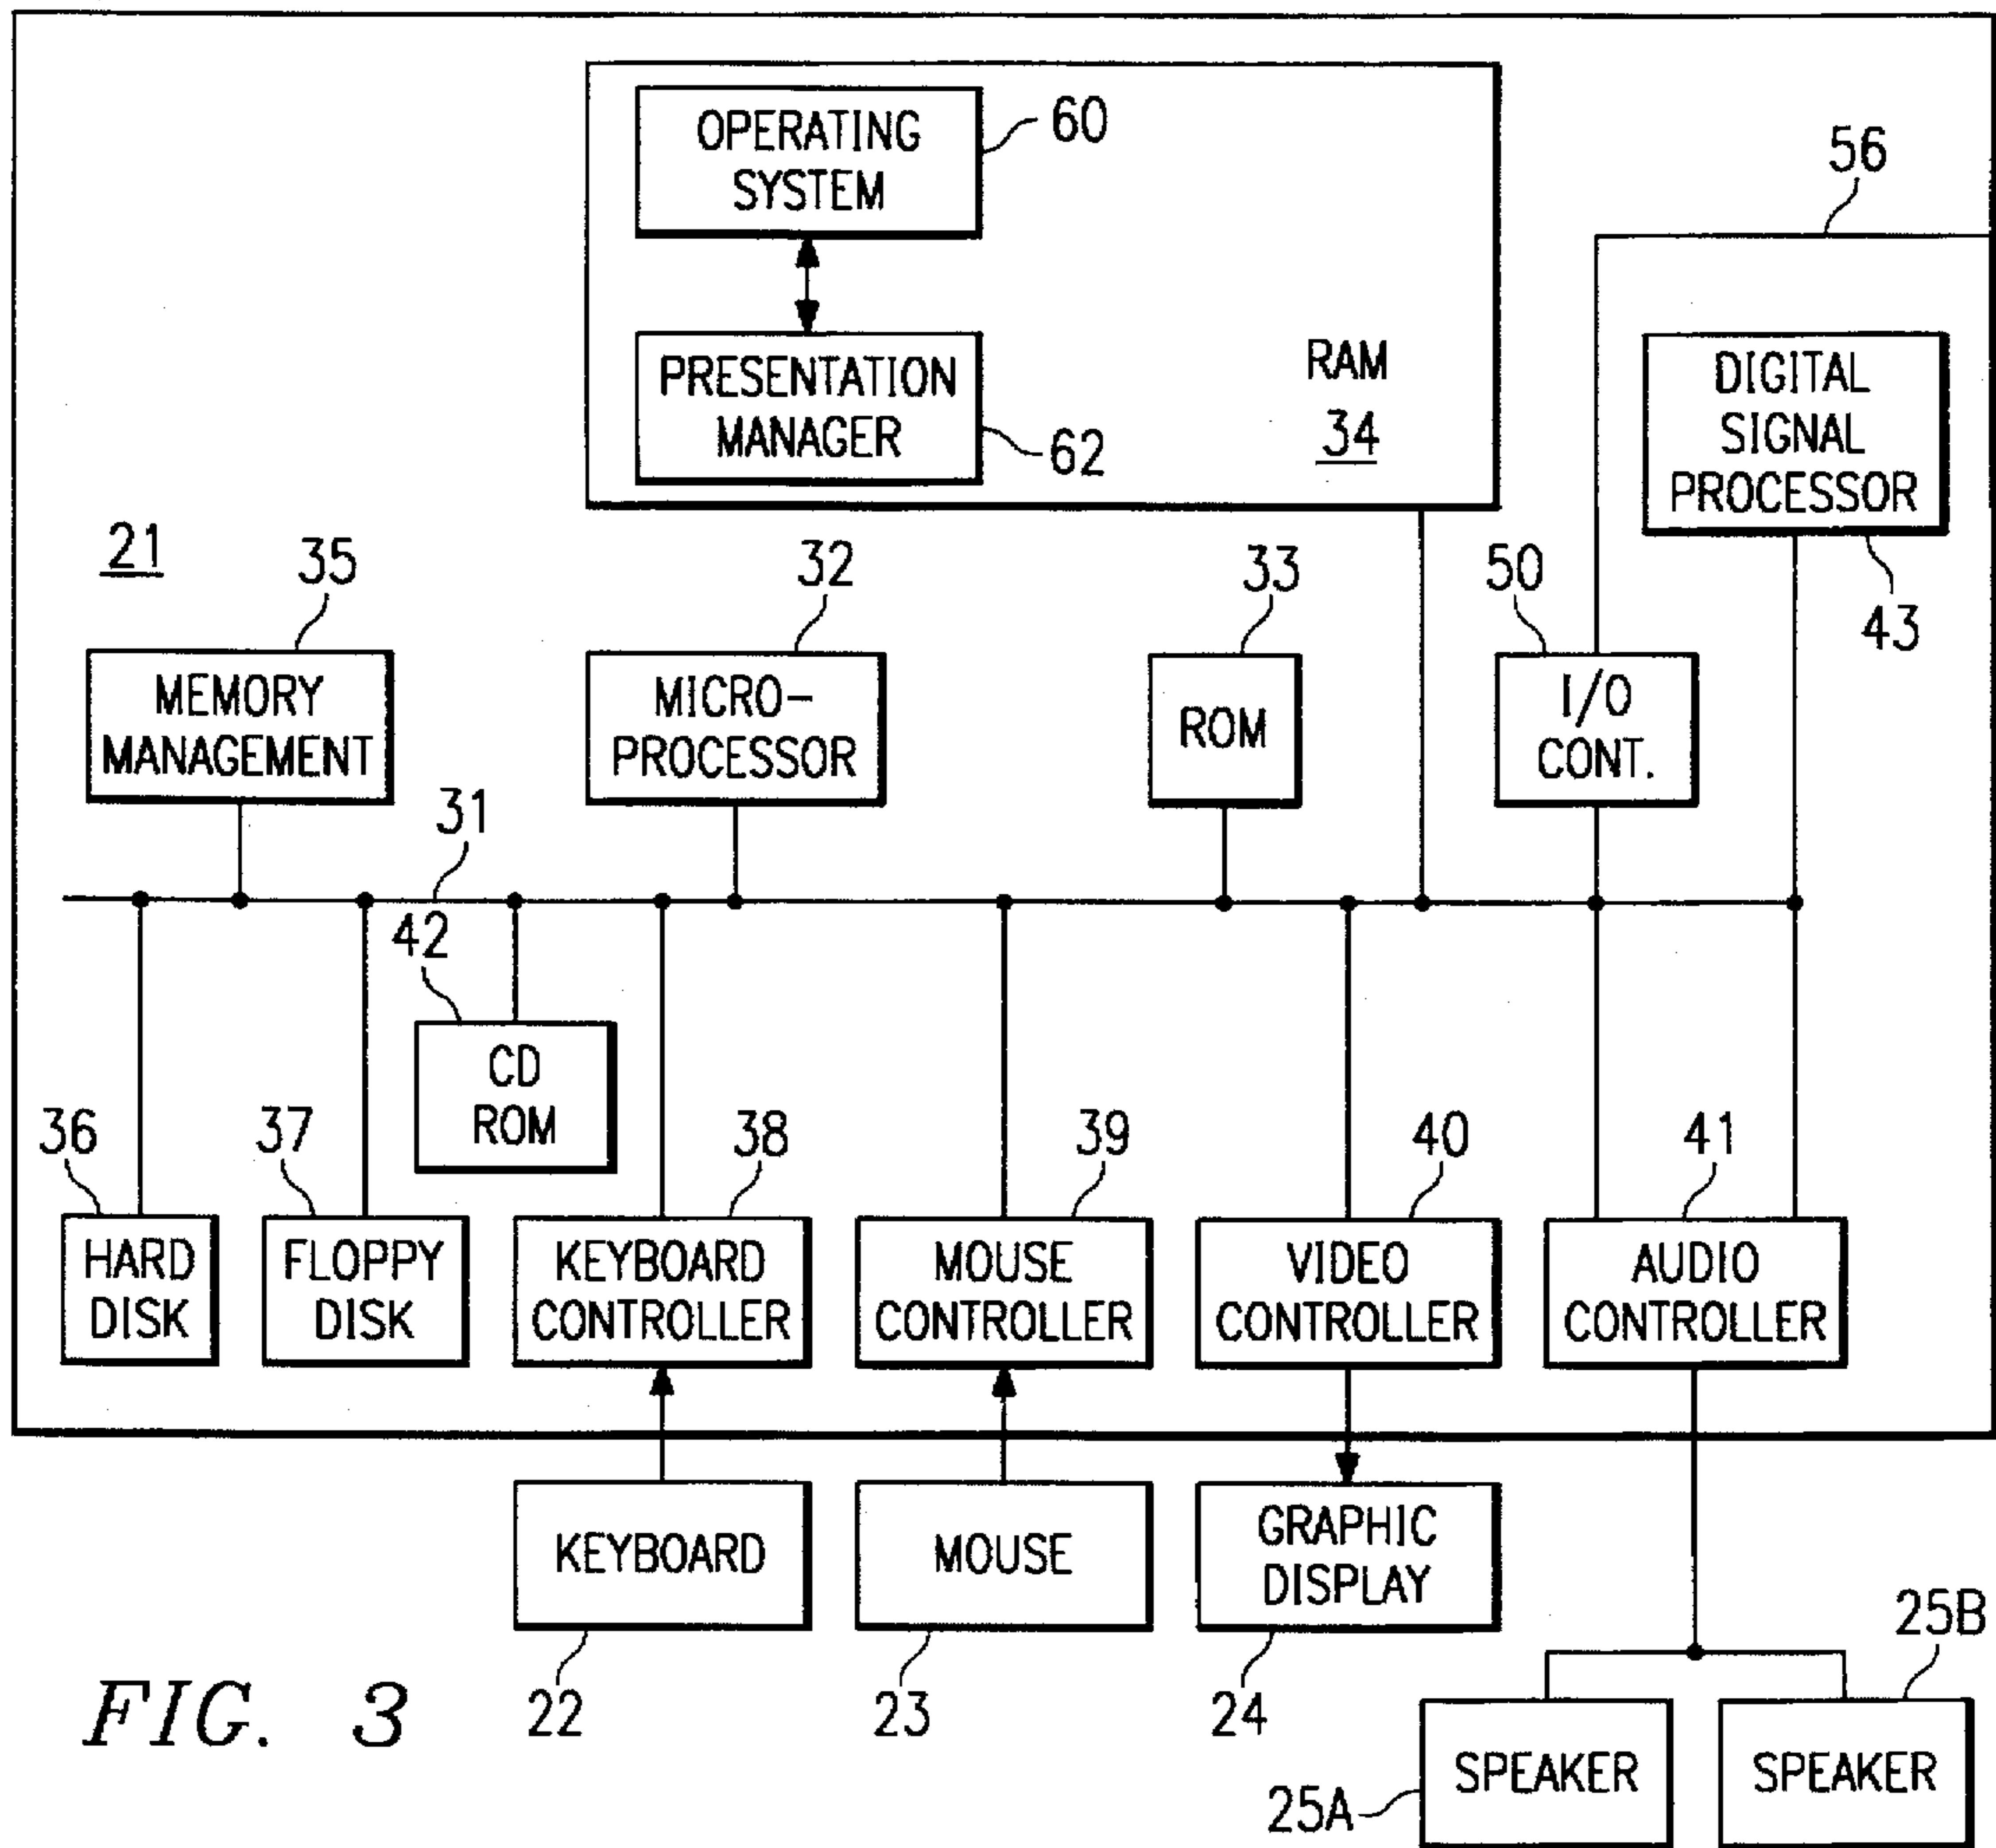 OPERATING
SYSTEM
60
56
PRESENTATION
MANAGER
62
RAM
34
DIGITAL
SIGNAL
PROCESSOR
43
21
35
32
33
50
MEMORY
MANAGEMENT
MICRO-
PROCESSOR
ROM
I/O
CONT.
31
42
CD
ROM
36
37
38
39
40
41
HARD
DISK
FLOPPY
DISK
KEYBOARD
CONTROLLER
MOUSE
CONTROLLER
VIDEO
CONTROLLER
AUDIO
CONTROLLER
KEYBOARD
MOUSE
GRAPHIC
DISPLAY
22
23
24
25B
SPEAKER
SPEAKER
25A
FIG. 3